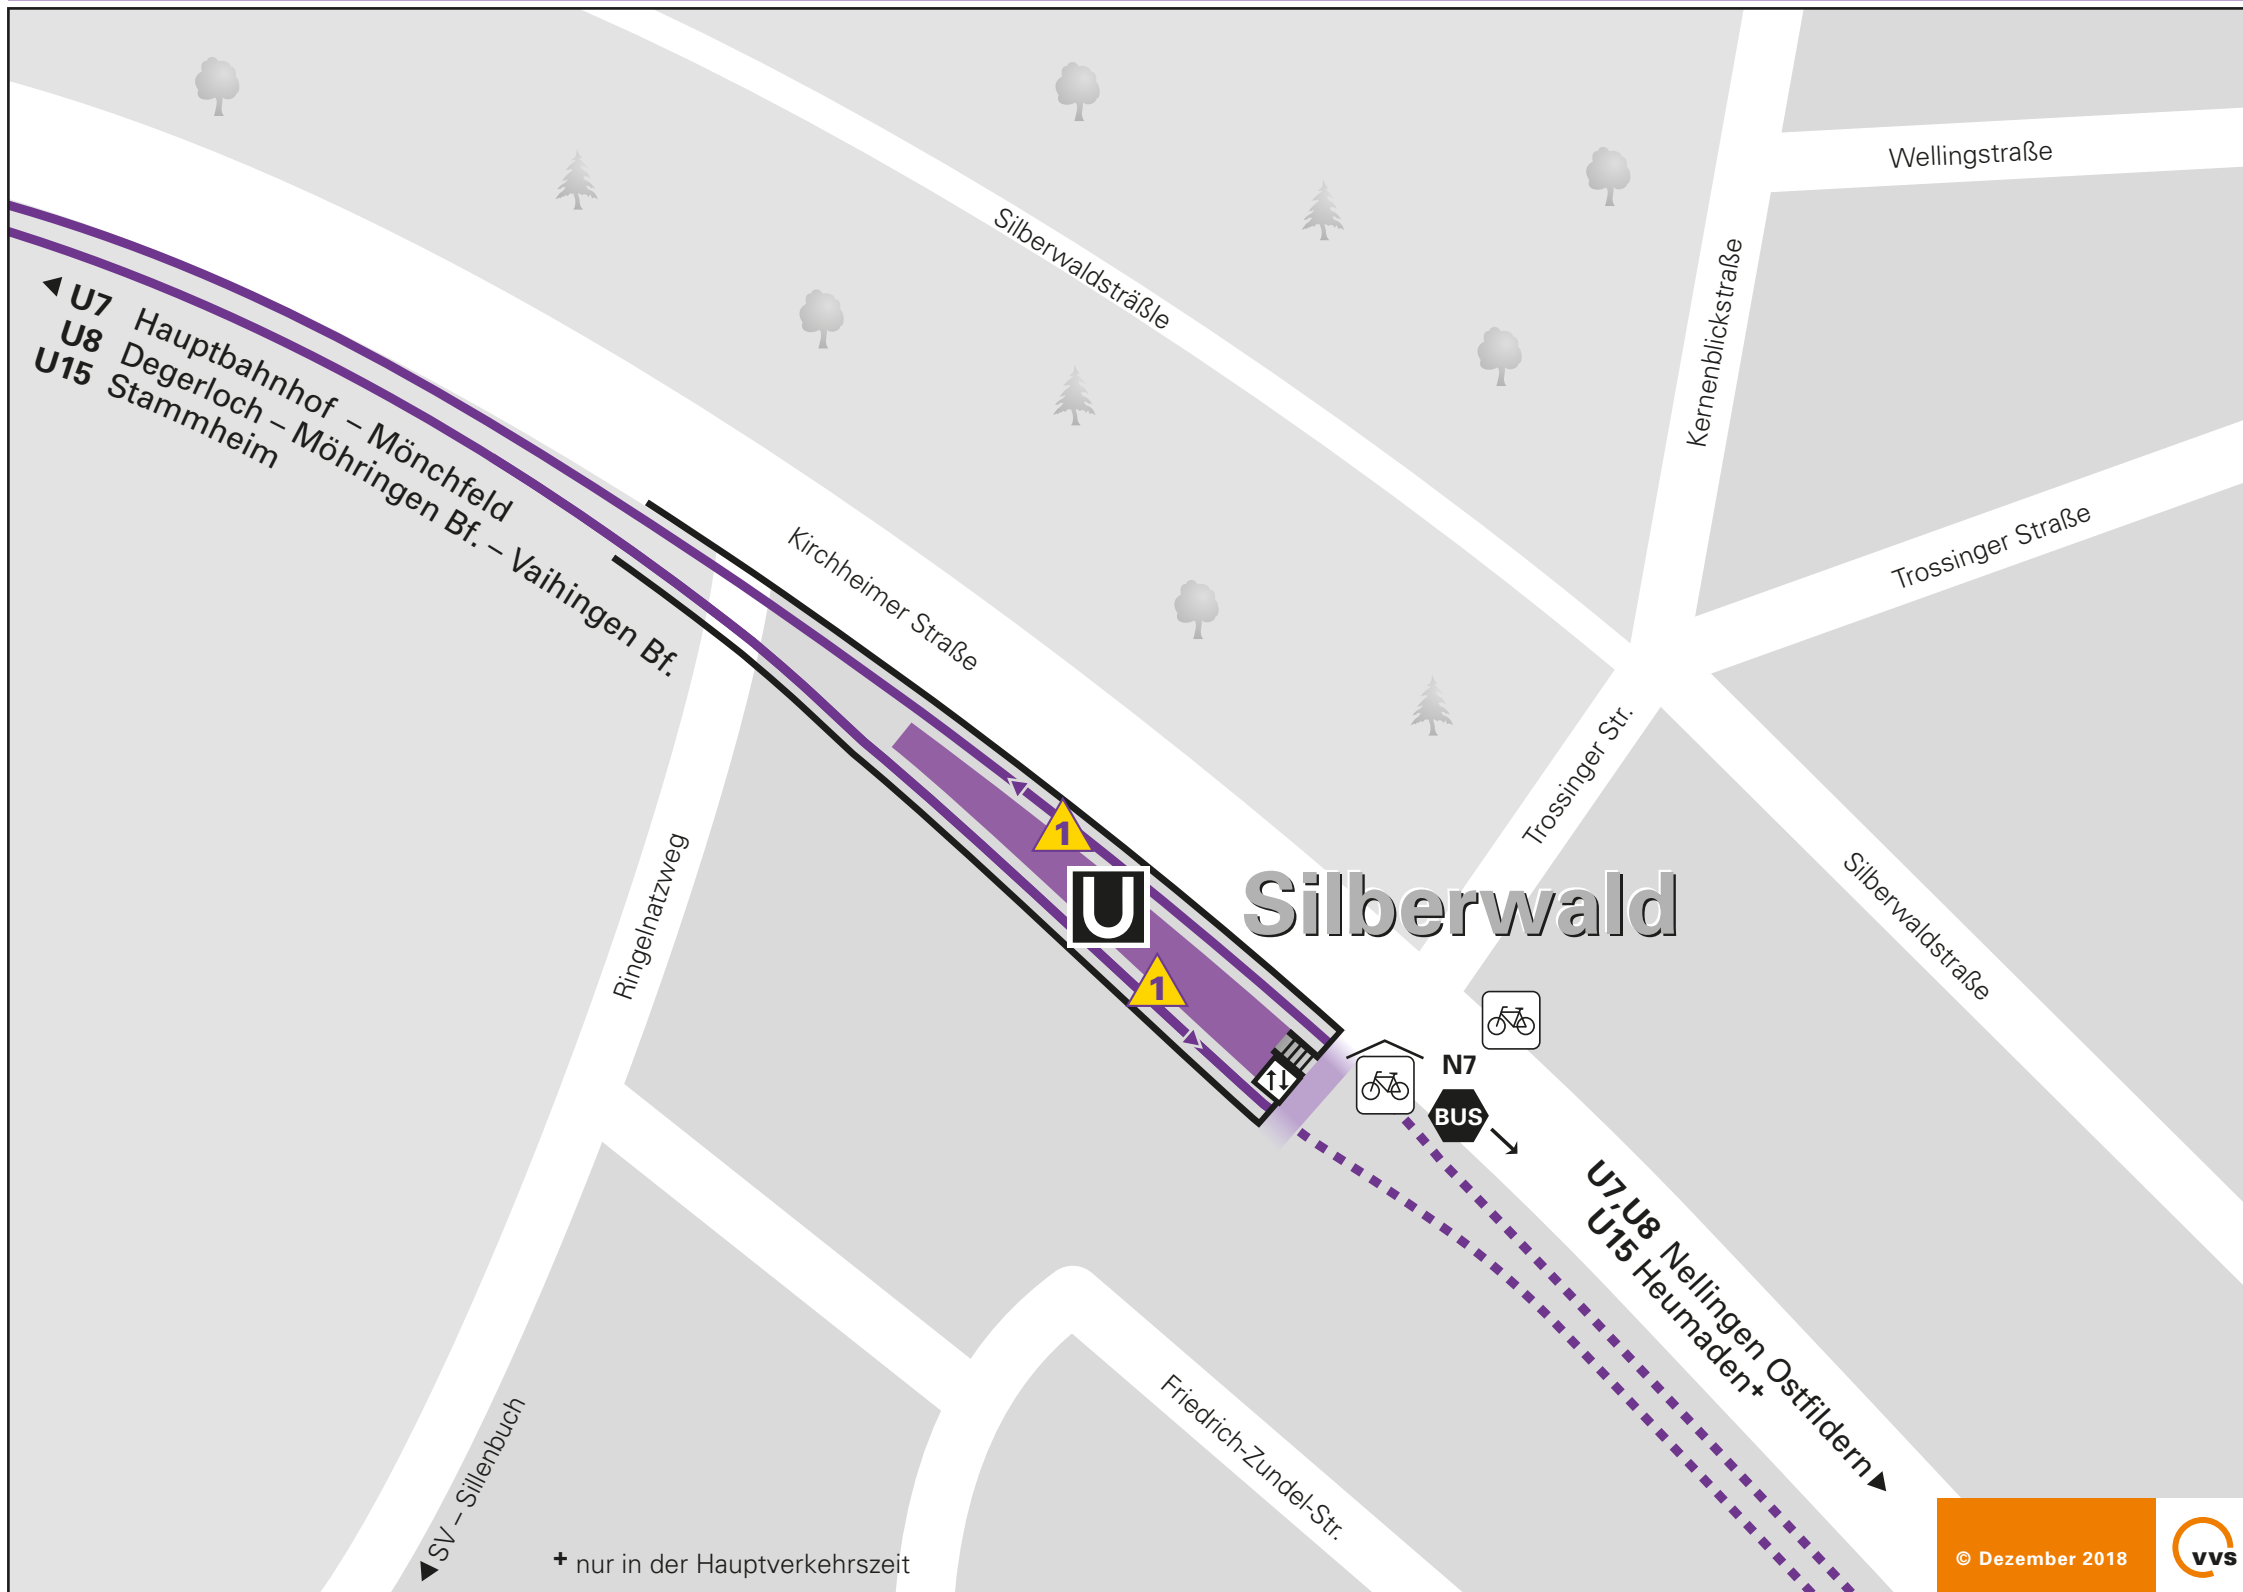 Wellingstraße
Silberwaldsträßle
Kernenblickstraße
U7 Hauptbahnhof – Mönchfeld
U8 Degerloch – Möhringen Bf. – Vaihingen Bf.
U15 Stammheim
Kirchheimer Straße
Trossinger Straße
Trossinger Str.
1
U
Silberwald
1
Ringelnatzweg
Silberwaldstraße
N7
BUS
U7,U8 Nellingen Ostfildern
U15 Heumaden+
Friedrich-Zundel-Str.
SV – Sillenbuch
+ nur in der Hauptverkehrszeit
© Dezember 2018
vvs